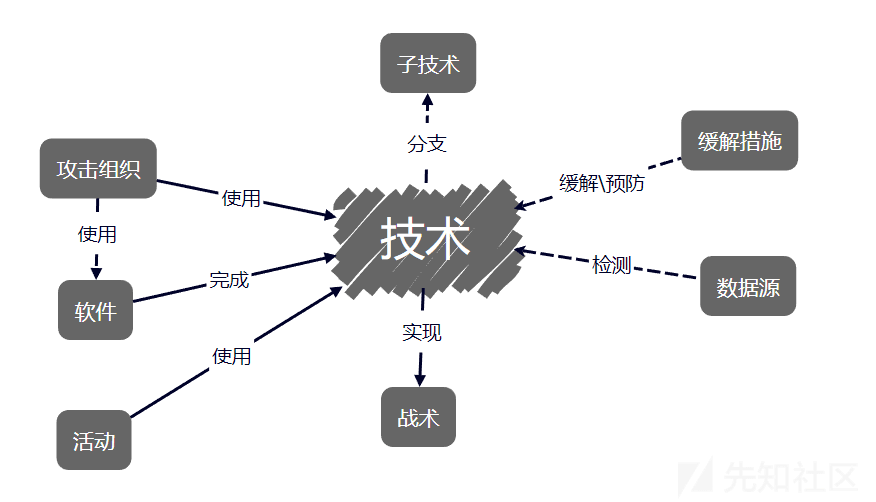 子技术
分支
缓解措施
攻击组织
缓解\预防
使用
使用
技术
检测
完成
数据源
软件
实现
使用
战术
活动
先知社区